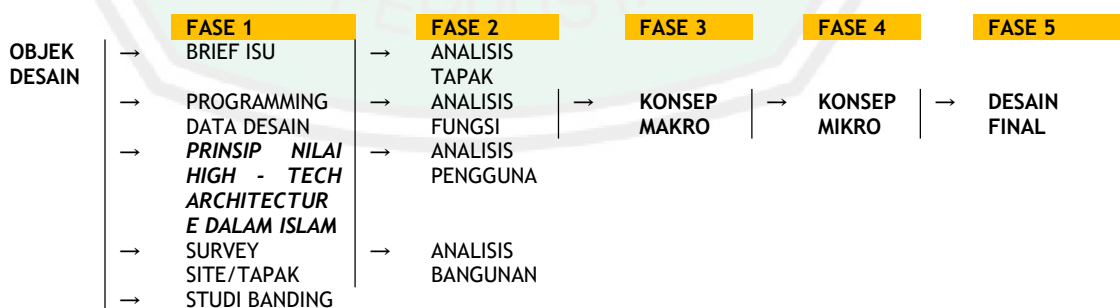 FASE 1 FASE 2 FASE 3 FASE 4 FASE 5
OBJEK → BRIEF ISU → ANALISIS
DESAIN TAPAK
→ PROGRAMMING → ANALISIS → KONSEP → KONSEP → DESAIN
DATA DESAIN FUNGSI MAKRO MIKRO FINAL
→ PRINSIP NILAI → ANALISIS
HIGH - TECH PENGGUNA
ARCHITECTUR
E DALAM ISLAM
→ SURVEY → ANALISIS
SITE/TAPAK BANGUNAN
→ STUDI BANDING